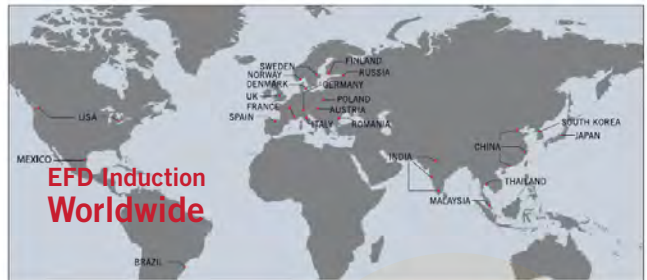 SWEDEN
FINLAND
NORWAY
RUSSIA
DENMARK
GERMANY
UK
POLAND
FRANCE
AUSTRIA
SPAIN
ITALY
ROMANIA
USA
SOUTH KOREA
JAPAN
CHINA
MEXICO
INDIA
THAILAND
MALAYSIA
BRAZIL
EFD Induction
Worldwide